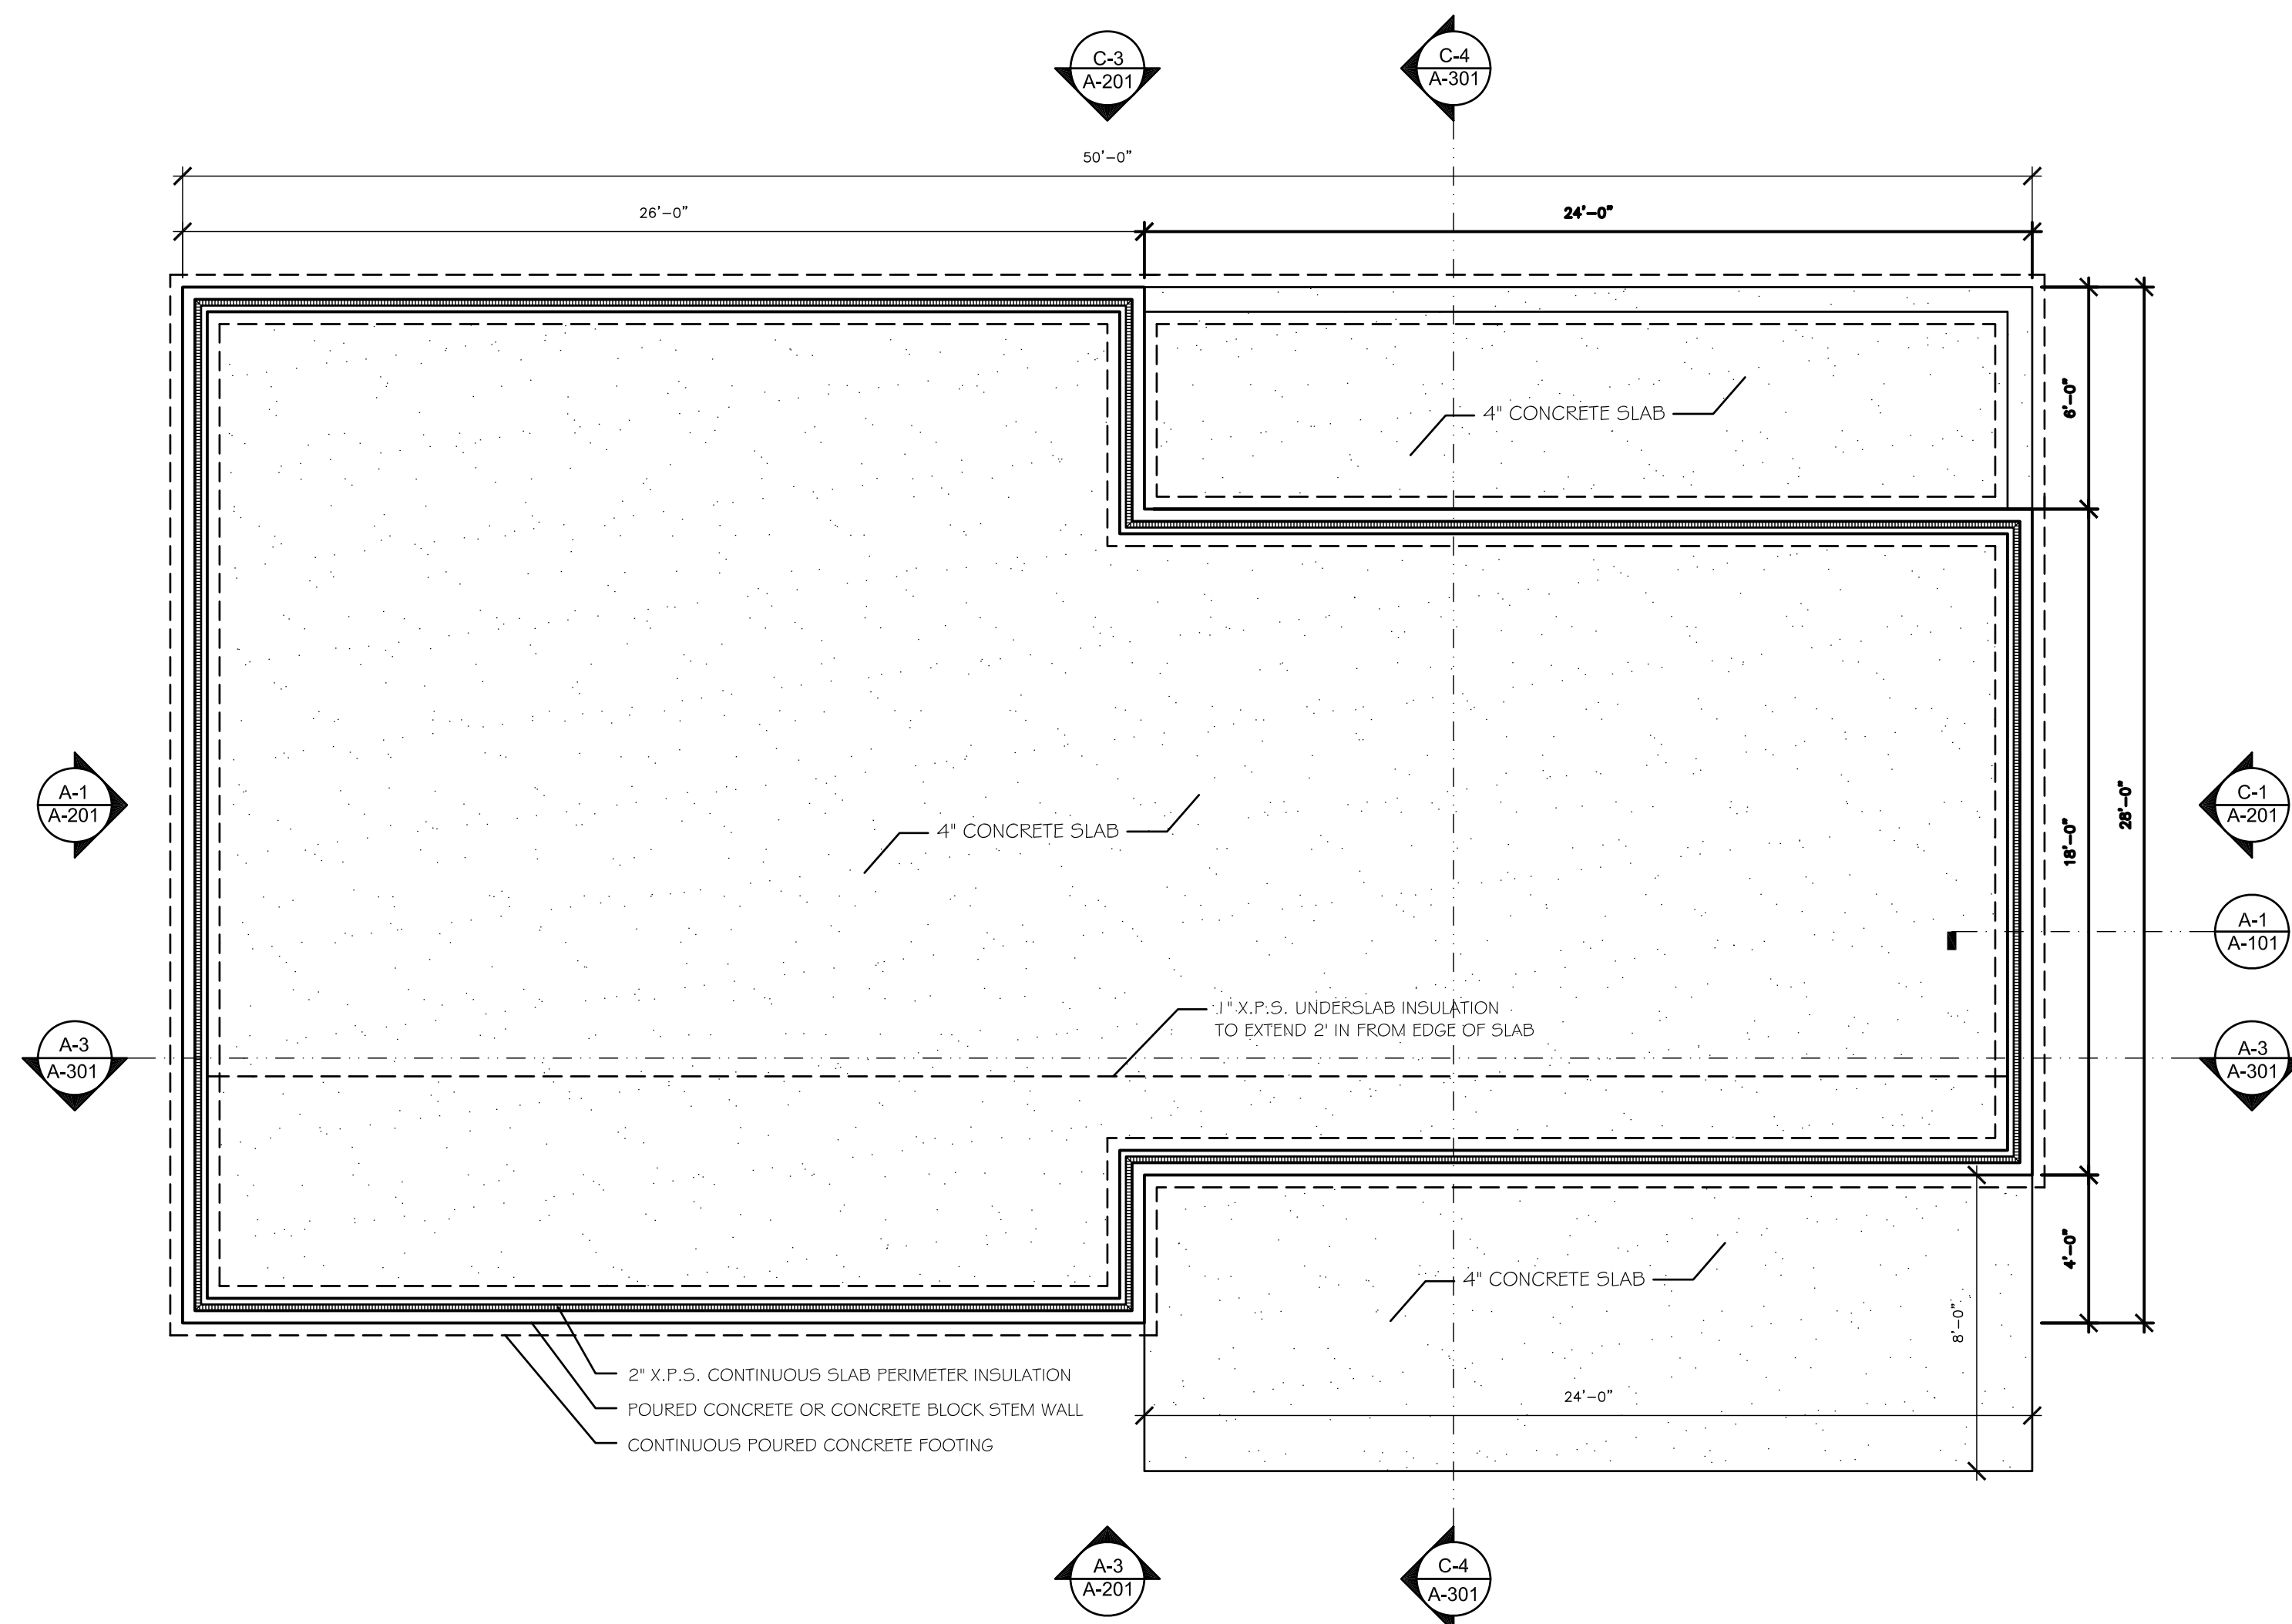 C-3
A-201
C-4
A-301
50'-0"
26'-0"
24'-0"
6'-0"
4" CONCRETE SLAB
A-1
A-201
C-1
A-201
28'-0"
18'-0"
4" CONCRETE SLAB
A-1
A-101
1" X.P.S. UNDERSLAB INSULATION
TO EXTEND 2' IN FROM EDGE OF SLAB
A-3
A-301
A-3
A-301
4'-0"
4" CONCRETE SLAB
8'-0"
2" X.P.S. CONTINUOUS SLAB PERIMETER INSULATION
24'-0"
POURED CONCRETE OR CONCRETE BLOCK STEM WALL
CONTINUOUS POURED CONCRETE FOOTING
A-3
A-201
C-4
A-301